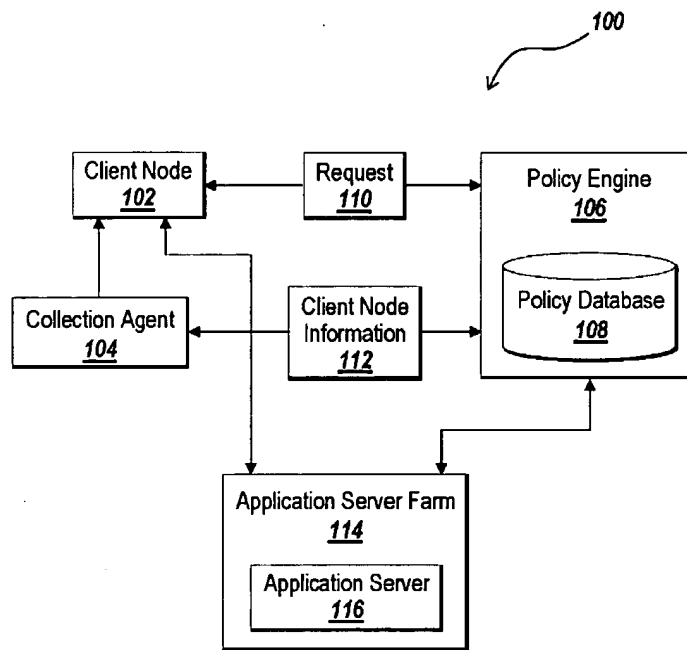 100
Client Node
102
Request
110
Policy Engine
106
Policy Database
108
Collection Agent
104
Client Node
Information
112
Application Server Farm
114
Application Server
116